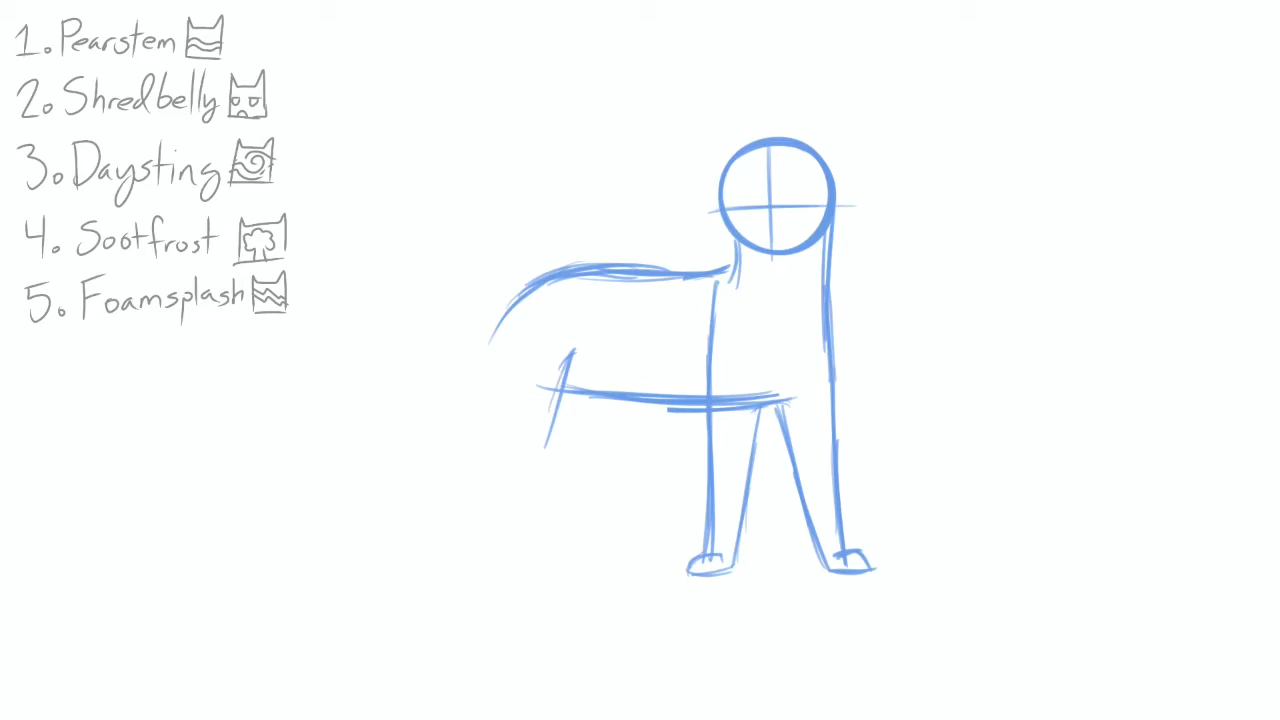 1. Pearstem
2. Shredbelly
3. Daysting
4. Sootfrost
5. Foamsplash